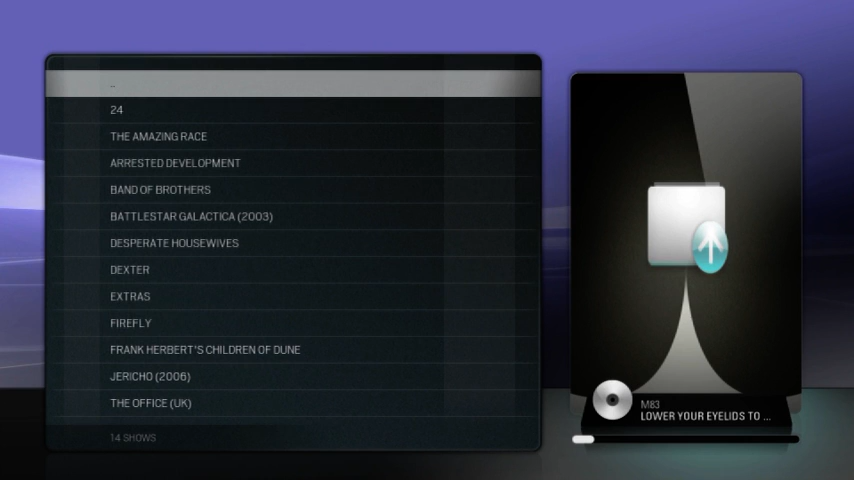 ..
24
THE AMAZING RACE
ARRESTED DEVELOPMENT
BAND OF BROTHERS
BATTLESTAR GALACTICA (2003)
DESPERATE HOUSEWIVES
DEXTER
EXTRAS
FIREFLY
FRANK HERBERT'S CHILDREN OF DUNE
JERICHO (2006)
THE OFFICE (UK)
14 SHOWS
M83
LOWER YOUR EYELIDS TO ...